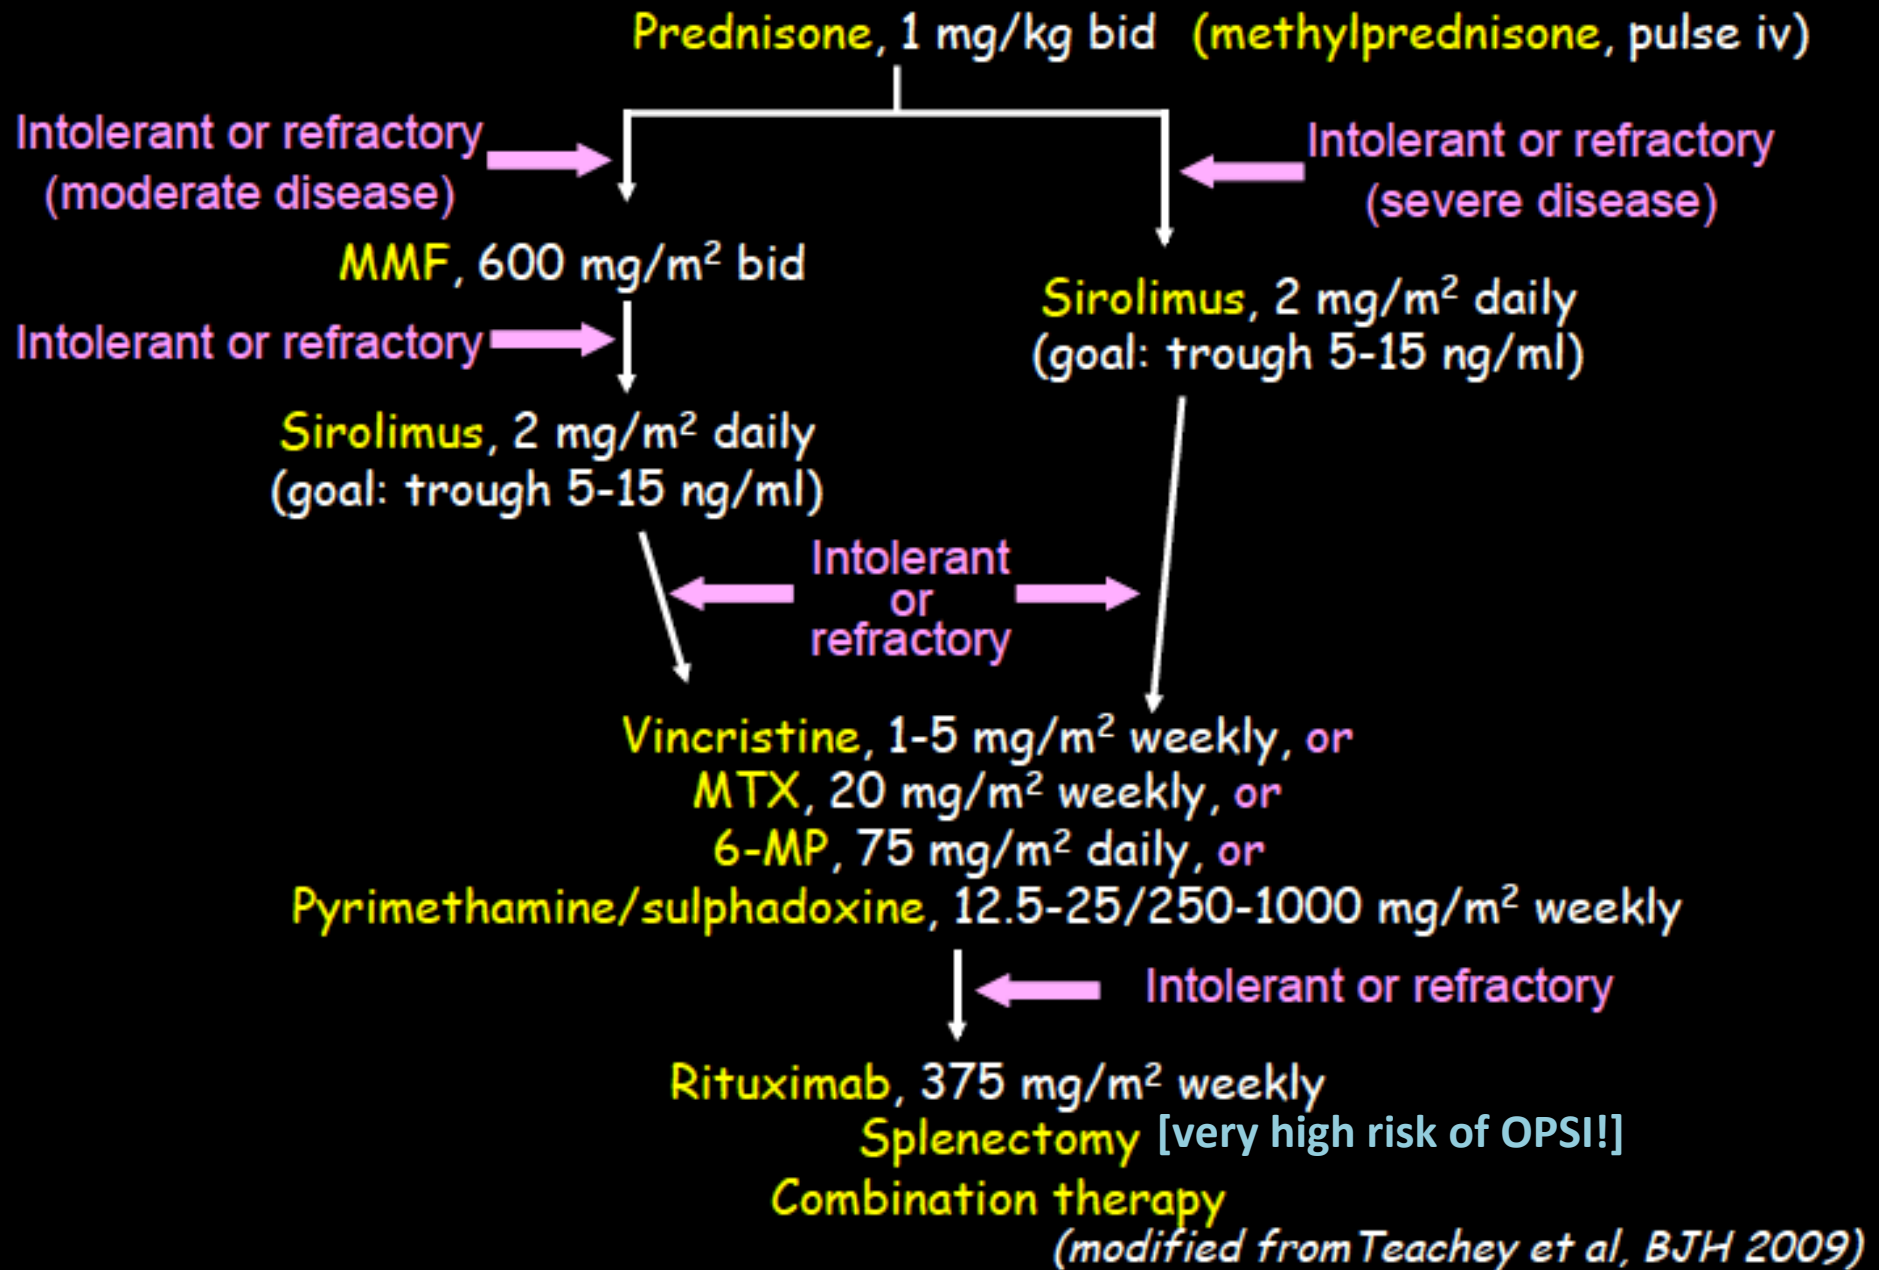 Prednisone, 1 mg/kg bid (methylprednisone, pulse iv)
Intolerant or refractory
(moderate disease)
Intolerant or refractory
(severe disease)
MMF, 600 mg/m² bid
Intolerant or refractory
Sirolimus, 2 mg/m² daily
(goal: trough 5-15 ng/ml)
Sirolimus, 2 mg/m² daily
(goal: trough 5-15 ng/ml)
Intolerant
or
refractory
Vincristine, 1-5 mg/m² weekly, or
MTX, 20 mg/m² weekly, or
6-MP, 75 mg/m² daily, or
Pyrimethamine/sulphadoxine, 12.5-25/250-1000 mg/m² weekly
Intolerant or refractory
Rituximab, 375 mg/m² weekly
Splenectomy [very high risk of OPSI!]
Combination therapy
(modified from Teachey et al, BJH 2009)